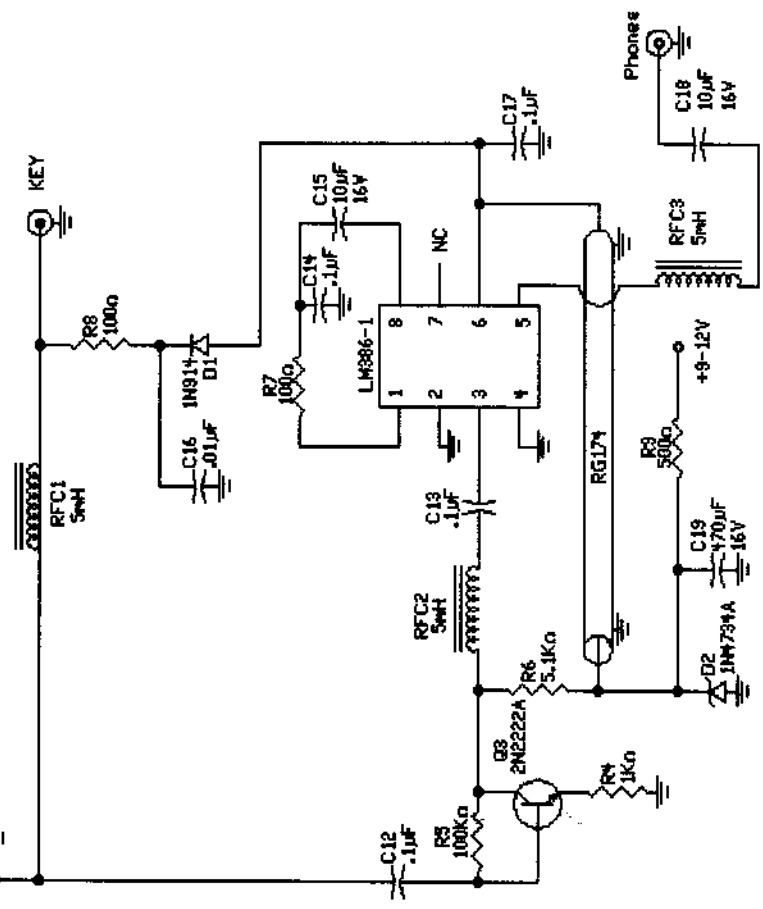 KEY
RFC1
5mH
R8
100Ω
1N914
D1
C16
.01µF
C17
.1µF
C15
10µF
16V
C14
.1µF
R7
100Ω
LM386-1
1
2
3
4
8
7
6
5
NC
Phones
C18
10µF
16V
RFC3
5mH
C13
.1µF
RFC2
5mH
RG174
+9-12V
R9
500Ω
C19
470µF
16V
D2
1N4734A
R6
5.1KΩ
Q3
2N2222A
R4
1KΩ
R5
100KΩ
C12
.1µF